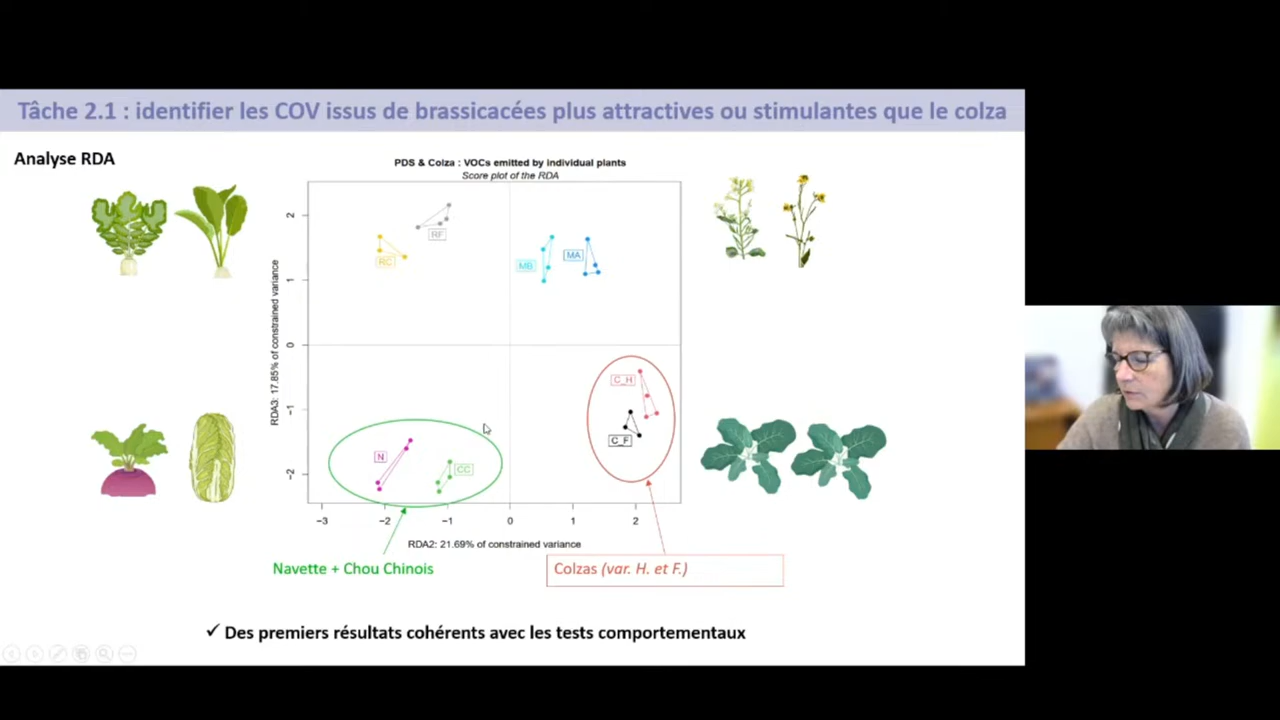 Tâche 2.1 : identifier les COV issus de brassicacées plus attractives ou stimulantes que le colza
Analyse RDA
PDS & Colza : VOCs emitted by individual plants
Score plot of the RDA
RDA3: 17.85% of constrained variance
2
1
0
−1
−2
RF
RC
MB
MA
C_H
C_F
N
CC
−3
−2
−1
0
1
2
RDA2: 21.69% of constrained variance
Navette + Chou Chinois
Colzas (var. H. et F.)
✓ Des premiers résultats cohérents avec les tests comportementaux